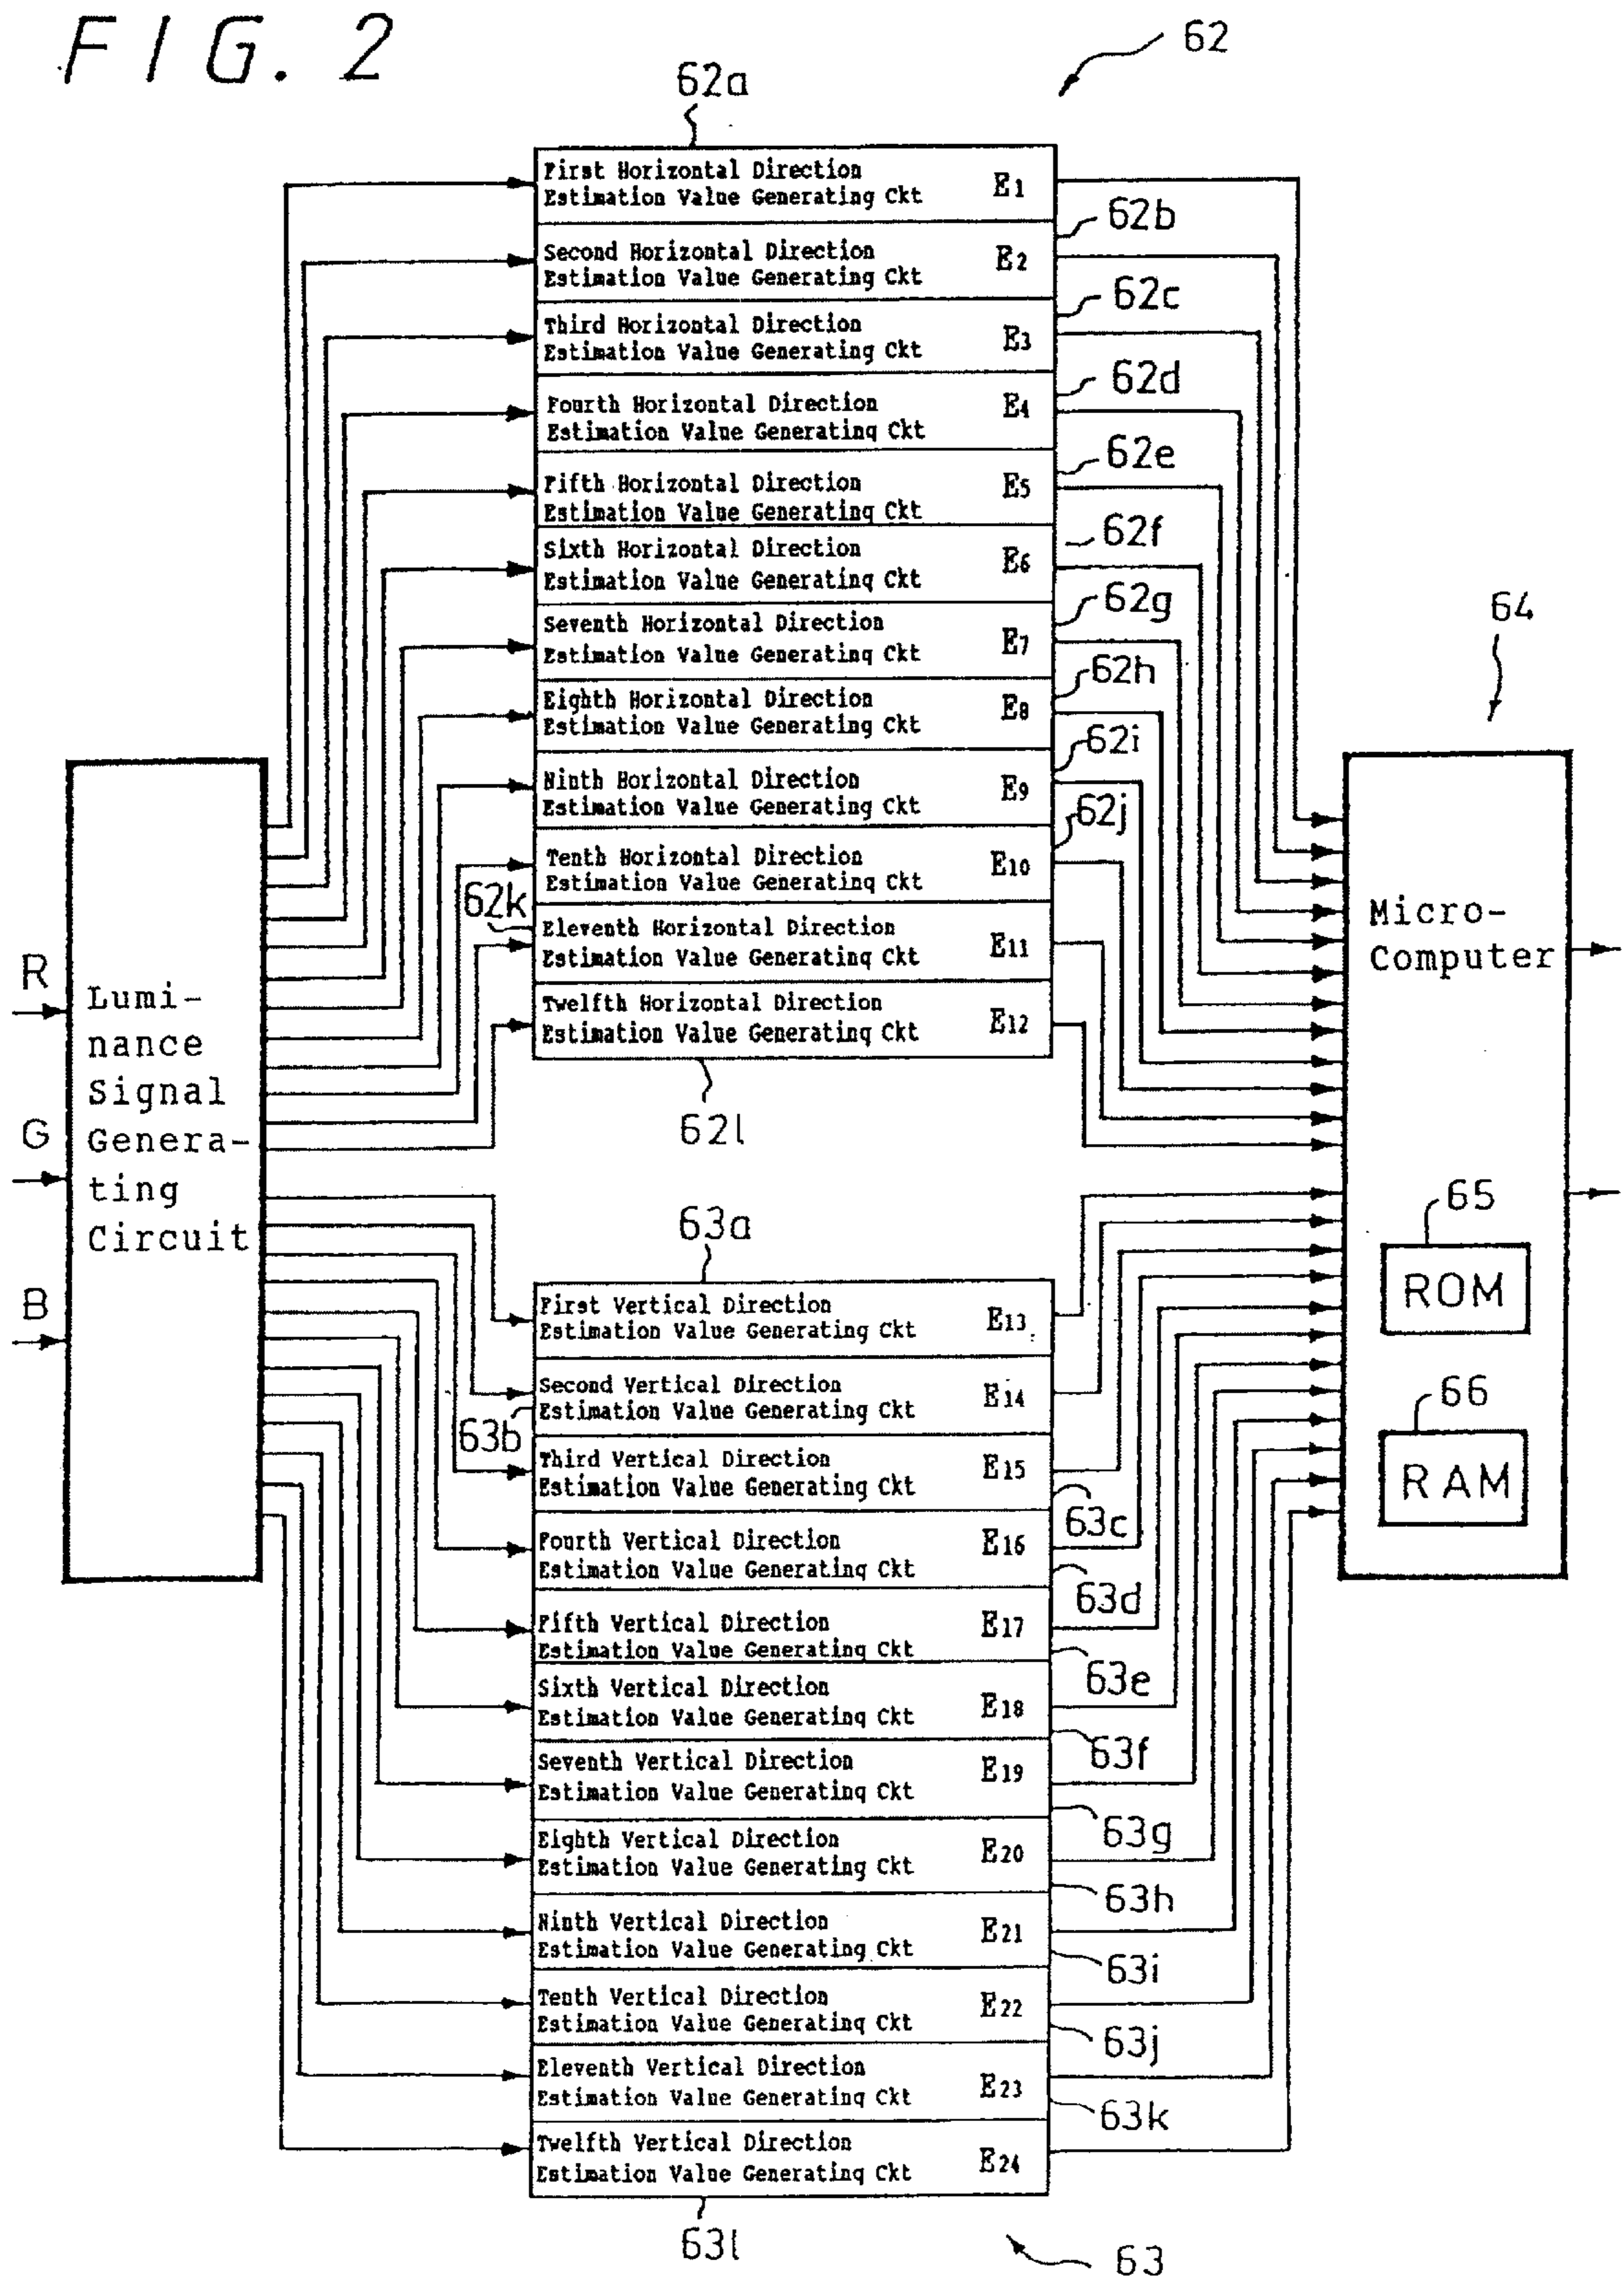 FIG. 2
62
62a
First Horizontal Direction
Estimation Value Generating Ckt
E1
62b
Second Horizontal Direction
Estimation Value Generating Ckt
E2
62c
Third Horizontal Direction
Estimation Value Generating Ckt
E3
62d
Fourth Horizontal Direction
Estimation Value Generating Ckt
E4
62e
Fifth Horizontal Direction
Estimation Value Generating Ckt
E5
62f
Sixth Horizontal Direction
Estimation Value Generating Ckt
E6
62g
Seventh Horizontal Direction
Estimation Value Generating Ckt
E7
62h
Eighth Horizontal Direction
Estimation Value Generating Ckt
E8
62i
Ninth Horizontal Direction
Estimation Value Generating Ckt
E9
62j
Tenth Horizontal Direction
Estimation Value Generating Ckt
E10
62k
Eleventh Horizontal Direction
Estimation Value Generating Ckt
E11
Twelfth Horizontal Direction
Estimation Value Generating Ckt
E12
62l
R
G
B
Lumi-
nance
Signal
Genera-
ting
Circuit
64
Micro-
Computer
65
ROM
66
RAM
63a
First Vertical Direction
Estimation Value Generating Ckt
E13
Second Vertical Direction
Estimation Value Generating Ckt
E14
63b
Third Vertical Direction
Estimation Value Generating Ckt
E15
63c
Fourth Vertical Direction
Estimation Value Generating Ckt
E16
63d
Fifth Vertical Direction
Estimation Value Generating Ckt
E17
63e
Sixth Vertical Direction
Estimation Value Generating Ckt
E18
63f
Seventh Vertical Direction
Estimation Value Generating Ckt
E19
63g
Eighth Vertical Direction
Estimation Value Generating Ckt
E20
63h
Ninth Vertical Direction
Estimation Value Generating Ckt
E21
63i
Tenth Vertical Direction
Estimation Value Generating Ckt
E22
63j
Eleventh Vertical Direction
Estimation Value Generating Ckt
E23
63k
Twelfth Vertical Direction
Estimation Value Generating Ckt
E24
63l
63